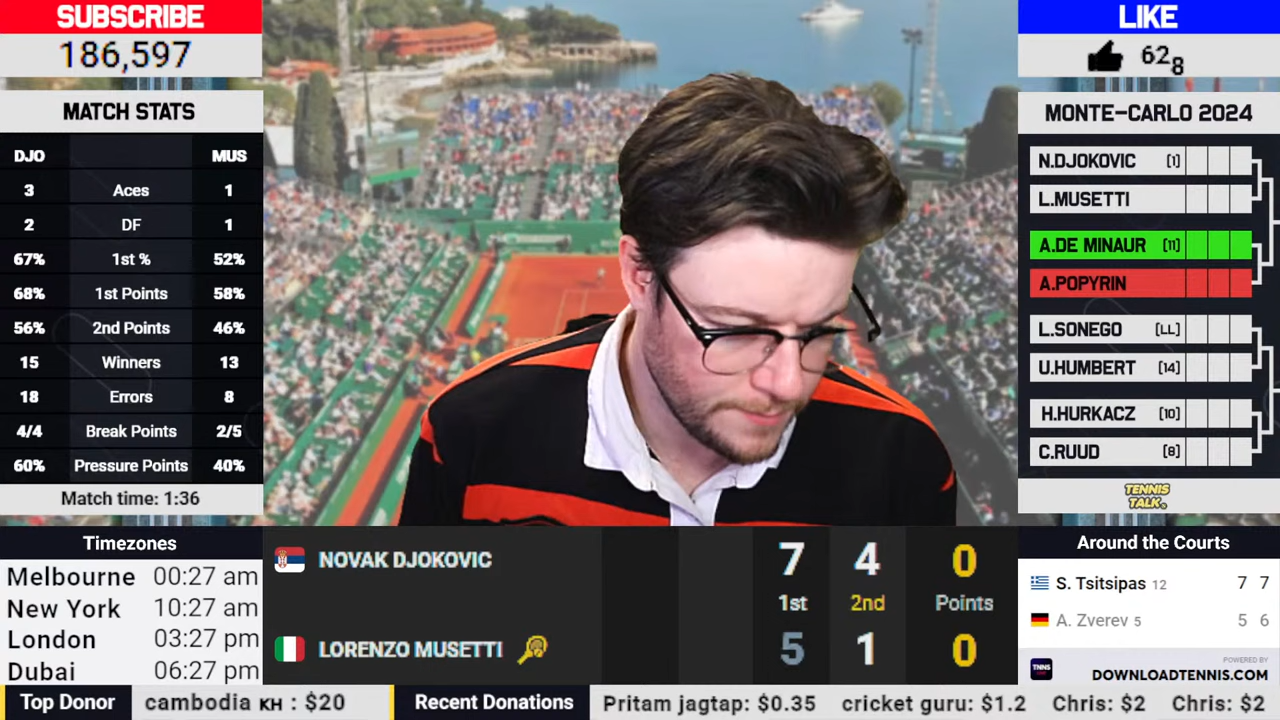 SUBSCRIBE
186,597
MATCH STATS
DJO MUS
3 Aces 1
2 DF 1
67% 1st % 52%
68% 1st Points 58%
56% 2nd Points 46%
15 Winners 13
18 Errors 8
4/4 Break Points 2/5
60% Pressure Points 40%
Match time: 1:36
Timezones
Melbourne 00:27 am
New York 10:27 am
London 03:27 pm
Dubai 06:27 pm
NOVAK DJOKOVIC 7 4 0
1st 2nd Points
LORENZO MUSETTI 5 1 0
LIKE
628
MONTE-CARLO 2024
N.DJOKOVIC [1]
L.MUSETTI
A.DE MINAUR [11]
A.POPYRIN
L.SONEGO [LL]
U.HUMBERT [14]
H.HURKACZ [10]
C.RUUD [8]
TENNIS
TALK.
Around the Courts
S. Tsitsipas 12 7 7
A. Zverev 5 5 6
POWERED BY
TNNS
DOWNLOADTENNIS.COM
Top Donor cambodia KH : $20 Recent Donations Pritam jagtap: $0.35 cricket guru: $1.2 Chris: $2 Chris: $2